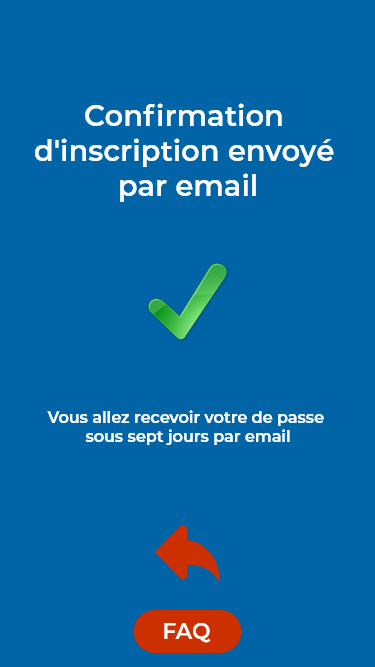 Confirmation
d'inscription envoyé
par email
Vous allez recevoir votre de passe
sous sept jours par email
FAQ